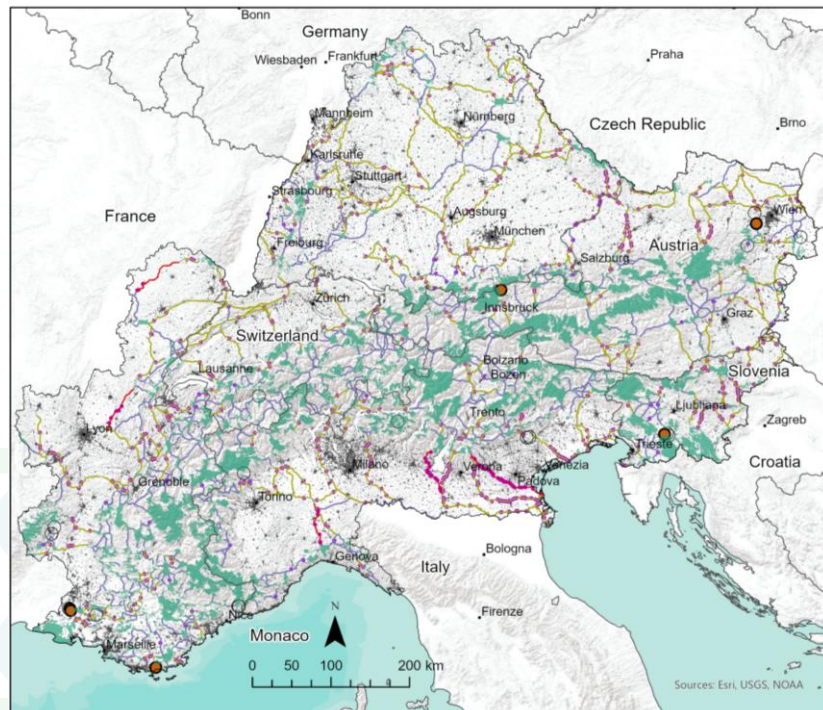 Bonn
Germany
Wiesbaden
Frankfurt
Praha
Mannheim
Nürnberg
Czech Republic
Brno
Karlsruhe
Stuttgart
Strasbourg
France
Augsburg
Wien
München
Freiburg
Salzburg
Austria
Zürich
Innsbruck
Graz
Switzerland
Lausanne
Bolzano
Bozen
Slovenia
Trento
Ljubljana
Lyon
Zagreb
Trieste
Milano
Verona
Venezia
Grenoble
Padova
Croatia
Torino
Genova
Bologna
Italy
Nice
Firenze
Monaco
N
Marseille
0 50 100 200 km
Sources: Esri, USGS, NOAA